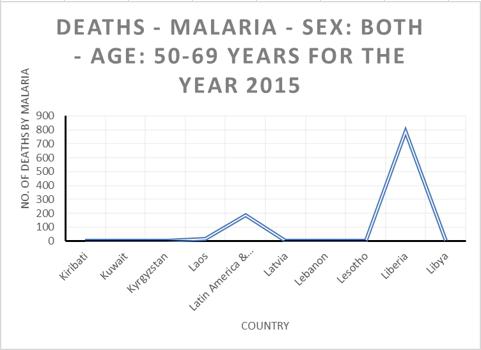 DEATHS - MALARIA - SEX: BOTH
- AGE: 50-69 YEARS FOR THE
YEAR 2015
NO. OF DEATHS BY MALARIA
900
800
700
600
500
400
300
200
100
0
Kiribati
Kuwait
Kyrgyzstan
Laos
Latin America &...
Latvia
Lebanon
Lesotho
Liberia
Libya
COUNTRY